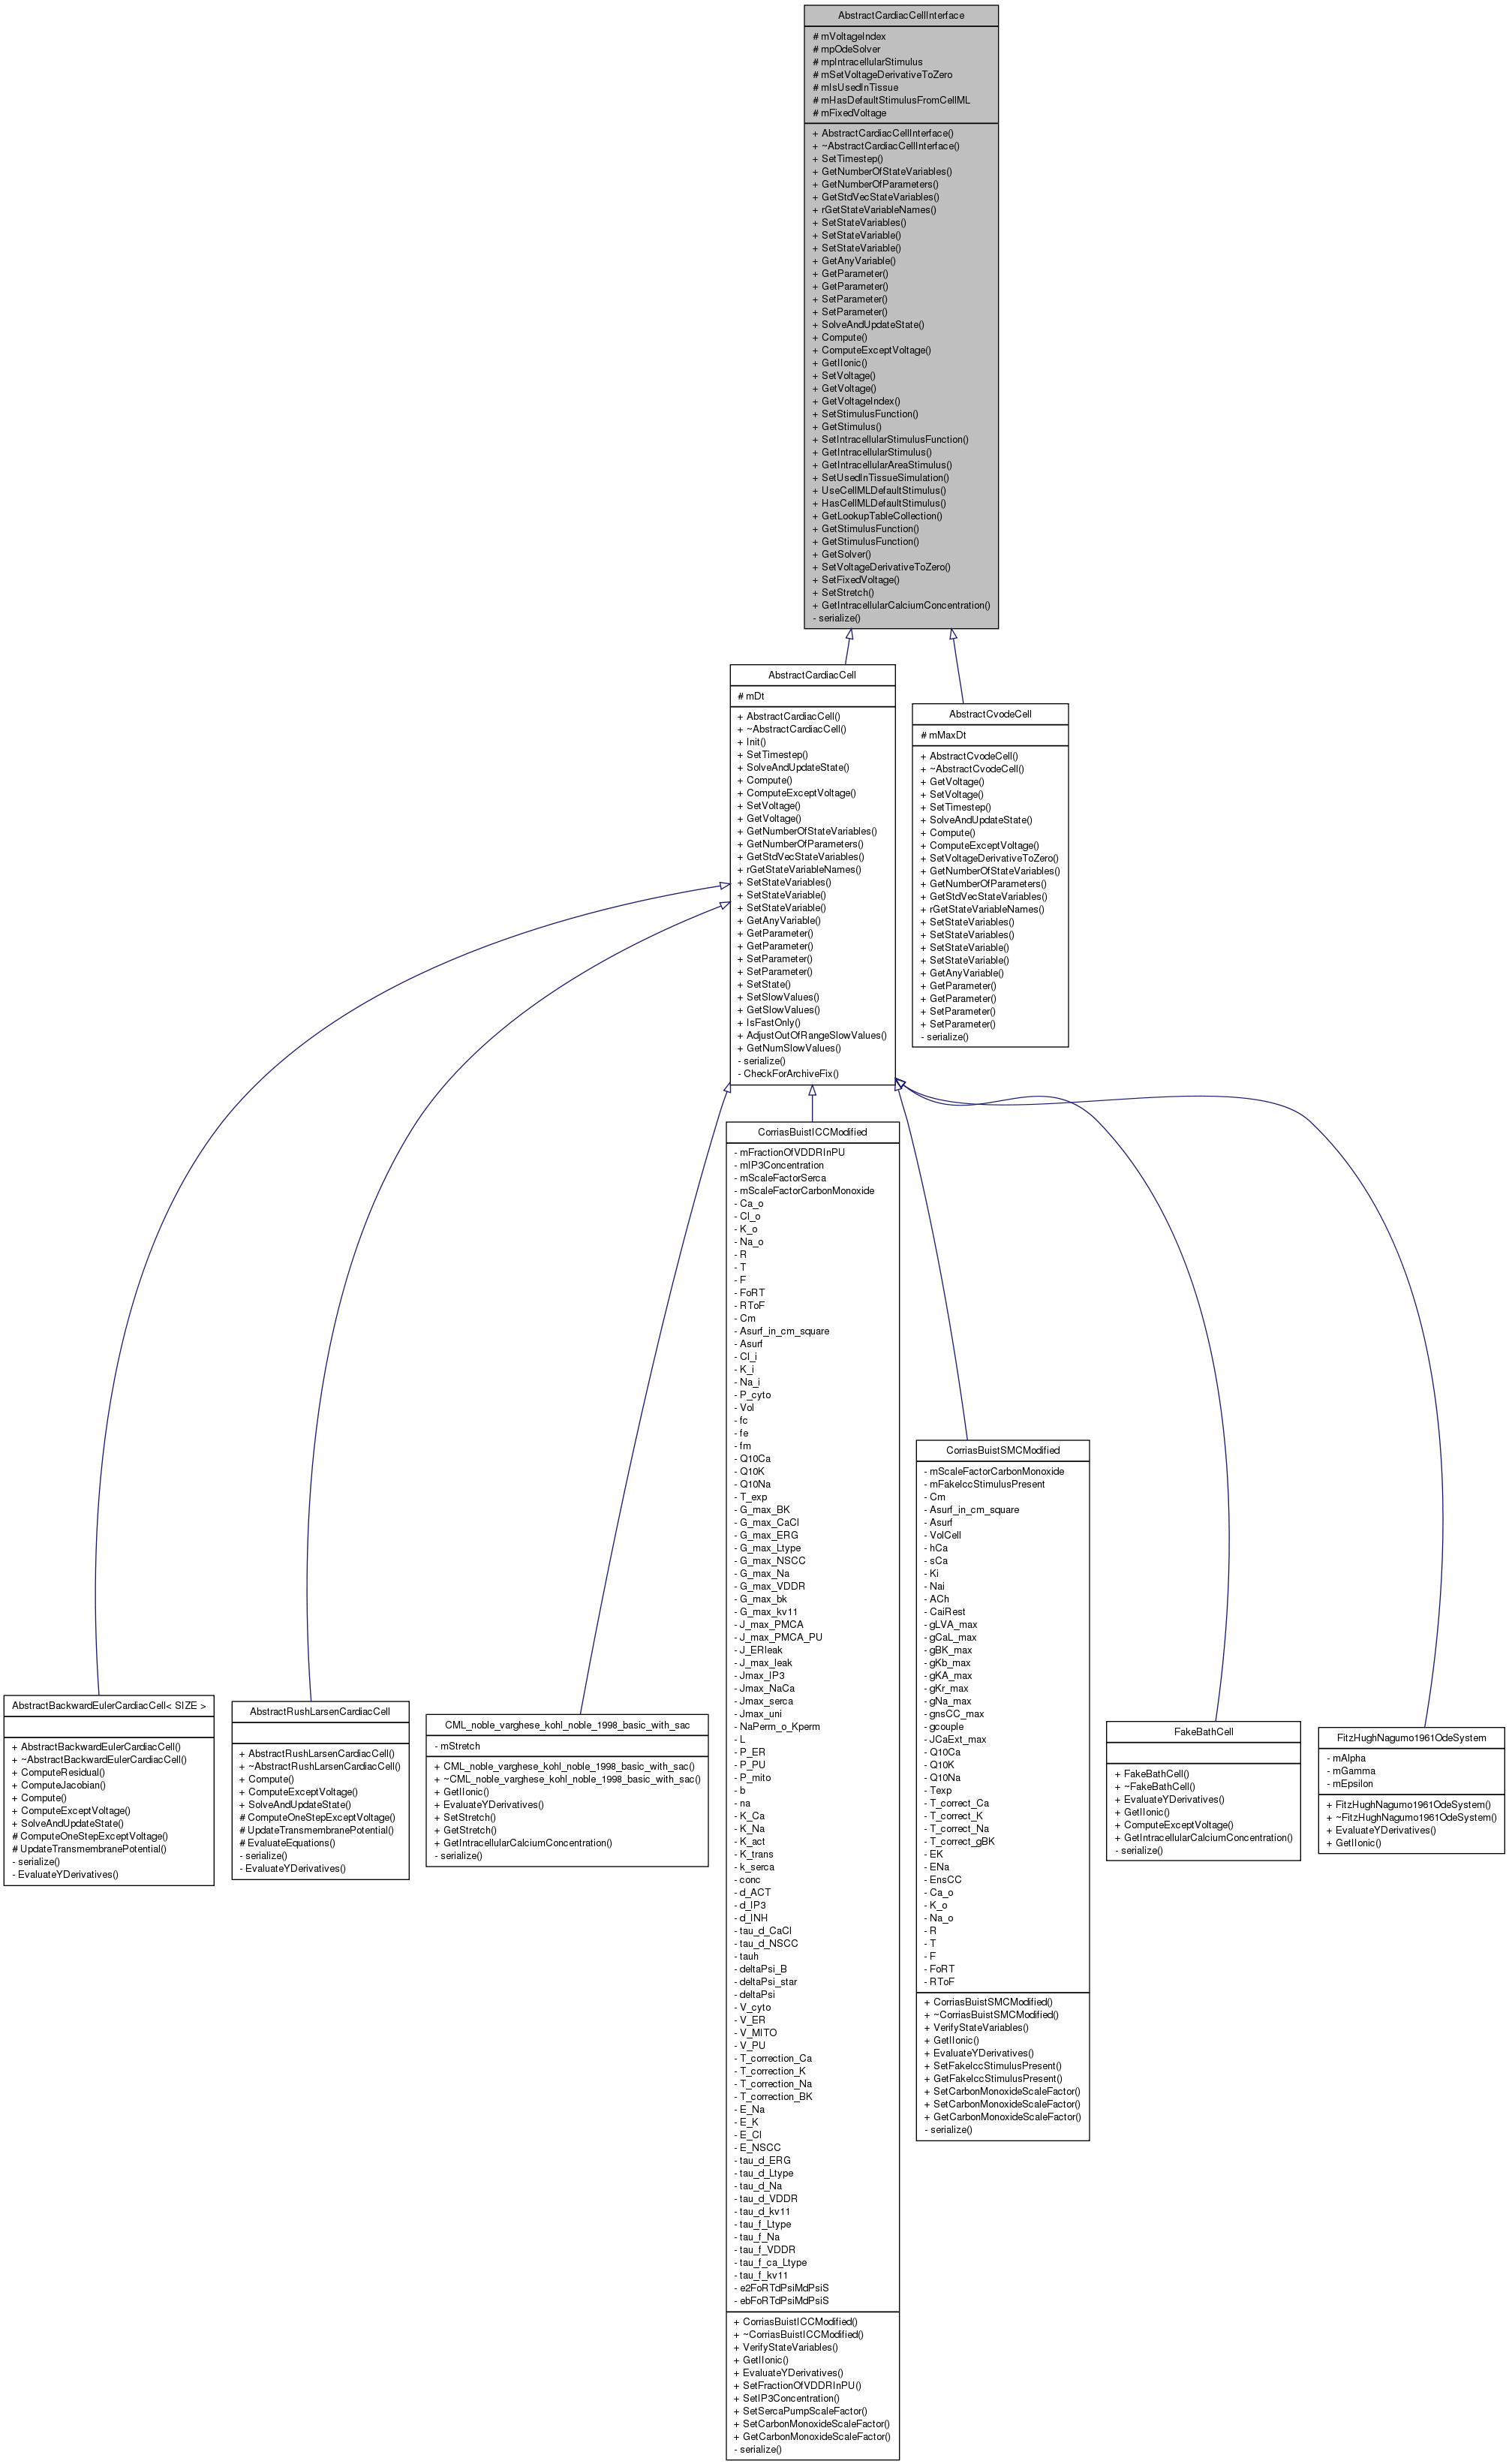 AbstractCardiacCellInterface
# mVoltageIndex
# mpOdeSolver
# mpIntracellularStimulus
# mSetVoltageDerivativeToZero
# mIsUsedInTissue
# mHasDefaultStimulusFromCellML
# mFixedVoltage
+ AbstractCardiacCellInterface()
+ ~AbstractCardiacCellInterface()
+ SetTimestep()
+ GetNumberOfStateVariables()
+ GetNumberOfParameters()
+ GetStdVecStateVariables()
+ rGetStateVariableNames()
+ SetStateVariables()
+ SetStateVariable()
+ SetStateVariable()
+ GetAnyVariable()
+ GetParameter()
+ GetParameter()
+ SetParameter()
+ SetParameter()
+ SolveAndUpdateState()
+ Compute()
+ ComputeExceptVoltage()
+ GetIIonic()
+ SetVoltage()
+ GetVoltage()
+ GetVoltageIndex()
+ SetStimulusFunction()
+ GetStimulus()
+ SetIntracellularStimulusFunction()
+ GetIntracellularStimulus()
+ GetIntracellularAreaStimulus()
+ SetUsedInTissueSimulation()
+ UseCellMLDefaultStimulus()
+ HasCellMLDefaultStimulus()
+ GetLookupTableCollection()
+ GetStimulusFunction()
+ GetStimulusFunction()
+ GetSolver()
+ SetVoltageDerivativeToZero()
+ SetFixedVoltage()
+ SetStretch()
+ GetIntracellularCalciumConcentration()
- serialize()
AbstractCardiacCell
# mDt
+ AbstractCardiacCell()
+ ~AbstractCardiacCell()
+ Init()
+ SetTimestep()
+ SolveAndUpdateState()
+ Compute()
+ ComputeExceptVoltage()
+ SetVoltage()
+ GetVoltage()
+ GetNumberOfStateVariables()
+ GetNumberOfParameters()
+ GetStdVecStateVariables()
+ rGetStateVariableNames()
+ SetStateVariables()
+ SetStateVariable()
+ SetStateVariable()
+ GetAnyVariable()
+ GetParameter()
+ GetParameter()
+ SetParameter()
+ SetParameter()
+ SetState()
+ SetSlowValues()
+ GetSlowValues()
+ IsFastOnly()
+ AdjustOutOfRangeSlowValues()
+ GetNumSlowValues()
- serialize()
- CheckForArchiveFix()
AbstractCvodeCell
# mMaxDt
+ AbstractCvodeCell()
+ ~AbstractCvodeCell()
+ GetVoltage()
+ SetVoltage()
+ SetTimestep()
+ SolveAndUpdateState()
+ Compute()
+ ComputeExceptVoltage()
+ SetVoltageDerivativeToZero()
+ GetNumberOfStateVariables()
+ GetNumberOfParameters()
+ GetStdVecStateVariables()
+ rGetStateVariableNames()
+ SetStateVariables()
+ SetStateVariables()
+ SetStateVariable()
+ SetStateVariable()
+ GetAnyVariable()
+ GetParameter()
+ GetParameter()
+ SetParameter()
+ SetParameter()
- serialize()
AbstractBackwardEulerCardiacCell< SIZE >
+ AbstractBackwardEulerCardiacCell()
+ ~AbstractBackwardEulerCardiacCell()
+ ComputeResidual()
+ ComputeJacobian()
+ Compute()
+ ComputeExceptVoltage()
+ SolveAndUpdateState()
# ComputeOneStepExceptVoltage()
# UpdateTransmembranePotential()
- serialize()
- EvaluateYDerivatives()
AbstractRushLarsenCardiacCell
+ AbstractRushLarsenCardiacCell()
+ ~AbstractRushLarsenCardiacCell()
+ Compute()
+ ComputeExceptVoltage()
+ SolveAndUpdateState()
# ComputeOneStepExceptVoltage()
# UpdateTransmembranePotential()
# EvaluateEquations()
- serialize()
- EvaluateYDerivatives()
CML_noble_varghese_kohl_noble_1998_basic_with_sac
- mStretch
+ CML_noble_varghese_kohl_noble_1998_basic_with_sac()
+ ~CML_noble_varghese_kohl_noble_1998_basic_with_sac()
+ GetIIonic()
+ EvaluateYDerivatives()
+ SetStretch()
+ GetStretch()
+ GetIntracellularCalciumConcentration()
- serialize()
CorriasBuistICCModified
- mFractionOfVDDRInPU
- mIP3Concentration
- mScaleFactorSerca
- mScaleFactorCarbonMonoxide
- Ca_o
- Cl_o
- K_o
- Na_o
- R
- T
- F
- FoRT
- RToF
- Cm
- Asurf_in_cm_square
- Asurf
- Cl_i
- K_i
- Na_i
- P_cyto
- Vol
- fc
- fe
- fm
- Q10Ca
- Q10K
- Q10Na
- T_exp
- G_max_BK
- G_max_CaCl
- G_max_ERG
- G_max_Ltype
- G_max_NSCC
- G_max_Na
- G_max_VDDR
- G_max_bk
- G_max_kv11
- J_max_PMCA
- J_max_PMCA_PU
- J_ERleak
- J_max_leak
- Jmax_IP3
- Jmax_NaCa
- Jmax_serca
- Jmax_uni
- NaPerm_o_Kperm
- L
- P_ER
- P_PU
- P_mito
- b
- na
- K_Ca
- K_Na
- K_act
- K_trans
- k_serca
- conc
- d_ACT
- d_IP3
- d_INH
- tau_d_CaCl
- tau_d_NSCC
- tauh
- deltaPsi_B
- deltaPsi_star
- deltaPsi
- V_cyto
- V_ER
- V_MITO
- V_PU
- T_correction_Ca
- T_correction_K
- T_correction_Na
- T_correction_BK
- E_Na
- E_K
- E_Cl
- E_NSCC
- tau_d_ERG
- tau_d_Ltype
- tau_d_Na
- tau_d_VDDR
- tau_d_kv11
- tau_f_Ltype
- tau_f_Na
- tau_f_VDDR
- tau_f_ca_Ltype
- tau_f_kv11
- e2FoRTdPsiMdPsiS
- ebFoRTdPsiMdPsiS
+ CorriasBuistICCModified()
+ ~CorriasBuistICCModified()
+ VerifyStateVariables()
+ GetIIonic()
+ EvaluateYDerivatives()
+ SetFractionOfVDDRInPU()
+ SetIP3Concentration()
+ SetSercaPumpScaleFactor()
+ SetCarbonMonoxideScaleFactor()
+ GetCarbonMonoxideScaleFactor()
- serialize()
CorriasBuistSMCModified
- mScaleFactorCarbonMonoxide
- mFakeIccStimulusPresent
- Cm
- Asurf_in_cm_square
- Asurf
- VolCell
- hCa
- sCa
- Ki
- Nai
- ACh
- CaiRest
- gLVA_max
- gCaL_max
- gBK_max
- gKb_max
- gKA_max
- gKr_max
- gNa_max
- gnsCC_max
- gcouple
- JCaExt_max
- Q10Ca
- Q10K
- Q10Na
- Texp
- T_correct_Ca
- T_correct_K
- T_correct_Na
- T_correct_gBK
- EK
- ENa
- EnsCC
- Ca_o
- K_o
- Na_o
- R
- T
- F
- FoRT
- RToF
+ CorriasBuistSMCModified()
+ ~CorriasBuistSMCModified()
+ VerifyStateVariables()
+ GetIIonic()
+ EvaluateYDerivatives()
+ SetFakeIccStimulusPresent()
+ GetFakeIccStimulusPresent()
+ SetCarbonMonoxideScaleFactor()
+ SetCarbonMonoxideScaleFactor()
+ GetCarbonMonoxideScaleFactor()
- serialize()
FakeBathCell
+ FakeBathCell()
+ ~FakeBathCell()
+ EvaluateYDerivatives()
+ GetIIonic()
+ ComputeExceptVoltage()
+ GetIntracellularCalciumConcentration()
- serialize()
FitzHughNagumo1961OdeSystem
- mAlpha
- mGamma
- mEpsilon
+ FitzHughNagumo1961OdeSystem()
+ ~FitzHughNagumo1961OdeSystem()
+ EvaluateYDerivatives()
+ GetIIonic()